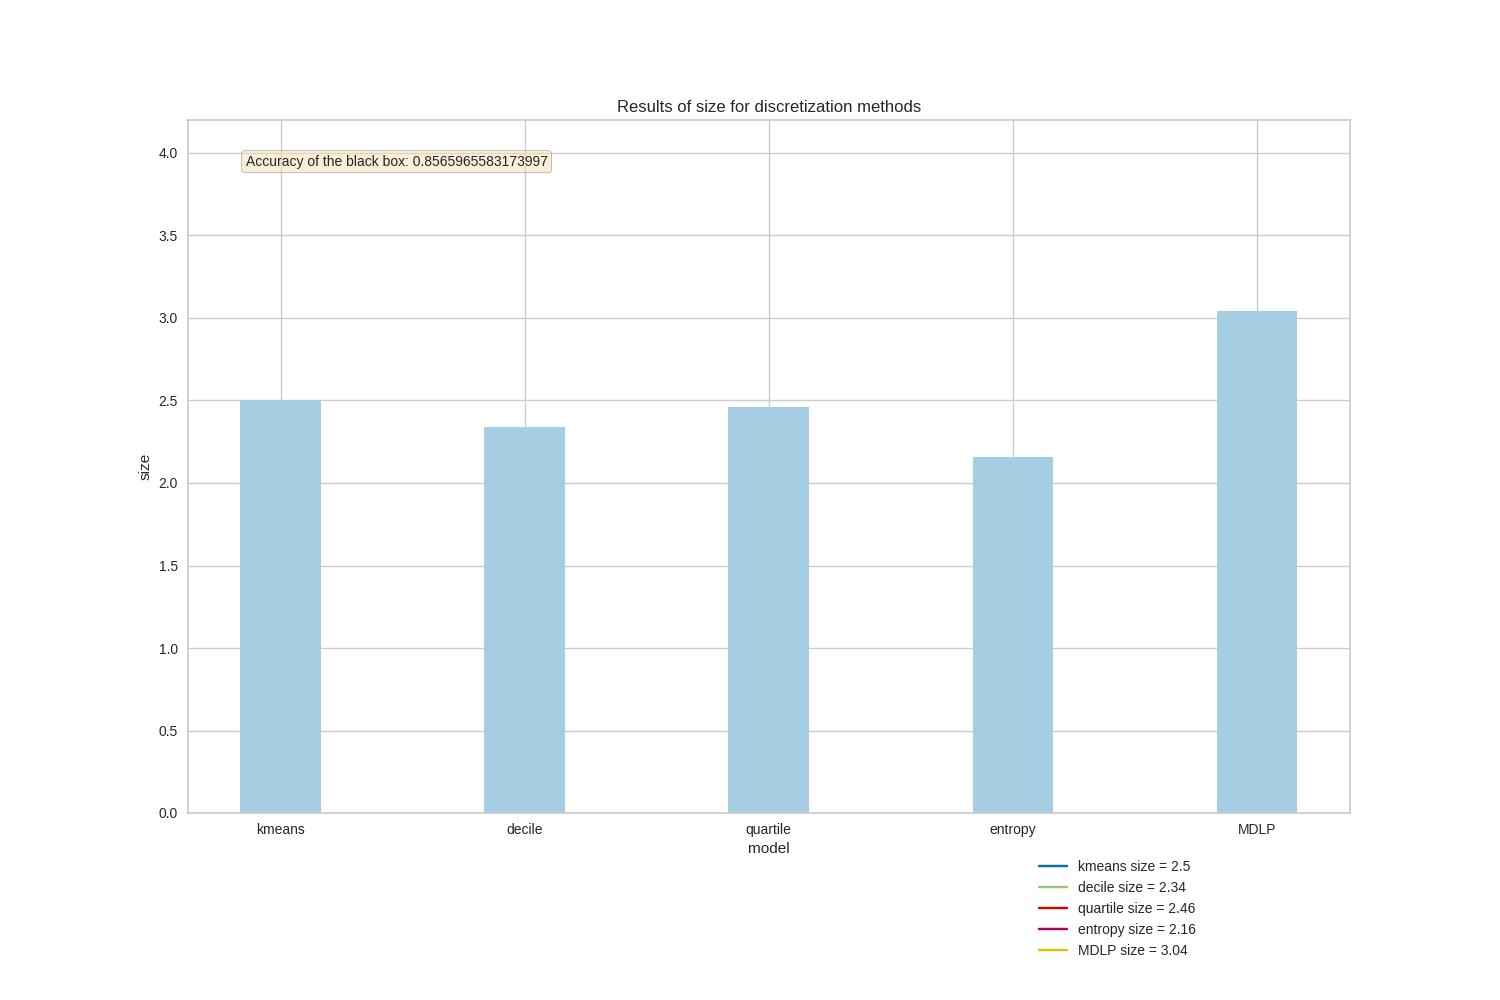 Results of size for discretization methods
Accuracy of the black box: 0.8565965583173997
4.0
3.5
3.0
2.5
2.0
1.5
1.0
0.5
0.0
size
kmeans
decile
quartile
entropy
MDLP
model
kmeans size = 2.5
decile size = 2.34
quartile size = 2.46
entropy size = 2.16
MDLP size = 3.04